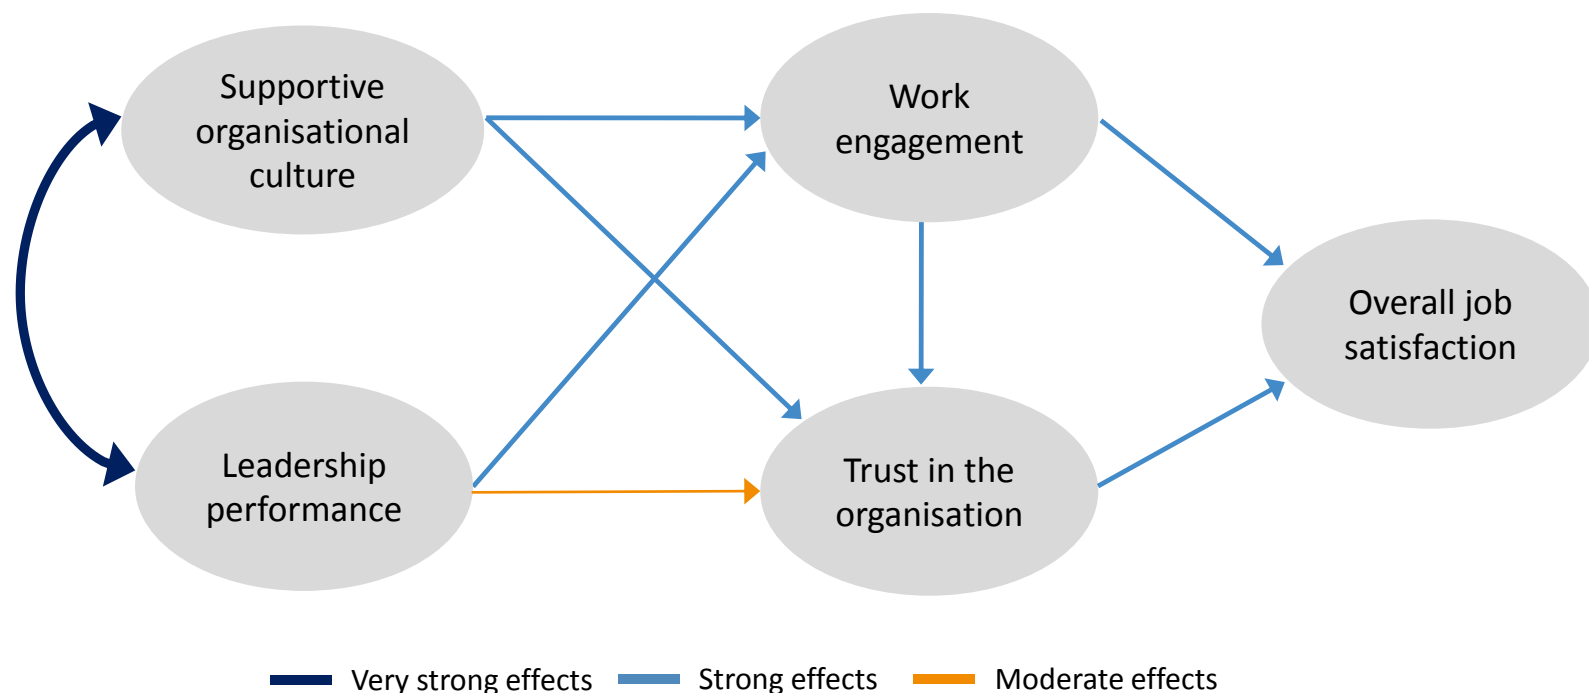 Supportive
organisational
culture
Work
engagement
Overall job
satisfaction
Leadership
performance
Trust in the
organisation
Very strong effects
Strong effects
Moderate effects